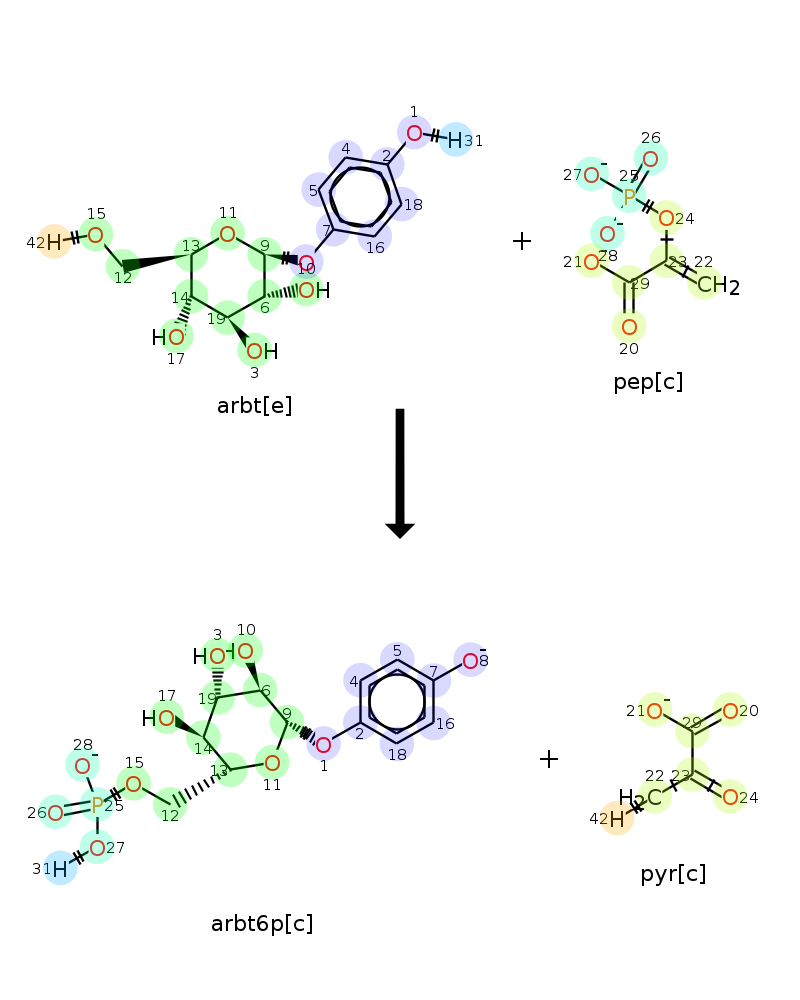 1
O H 31
4 2
5 18
7 16
26
27 O - 25 O
P
O 24
O - 28
21 O 23 22
29 CH2
O
20
15 11
42 H O O
13 9
12 O
10
14 OH
19 6
HO OH
17 3
+
arbt[e]
pep[c]
3 10
HO HO
5
4 7 O - 8
2 16
18
17 19 6
HO 9
14 O
1
13 O
11
28
O - 15
O
26 O P 25 12
O 27
31 H
+
21 O - O 20
29
22 23
H2C O 24
42 H
pyr[c]
arbt6p[c]